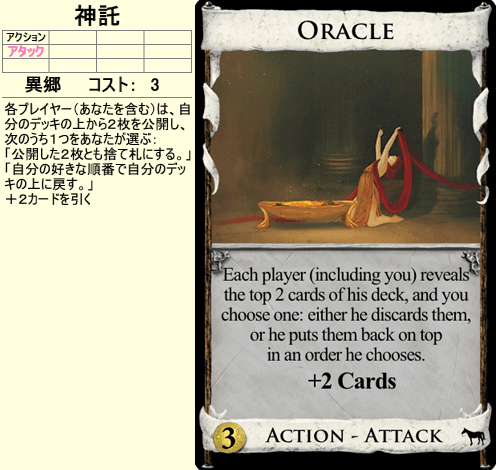 神託
アクション
アタック
異郷 コスト: 3
各プレイヤー(あなたを含む)は、自
分のデッキの上から2枚を公開し、
次のうち1つをあなたが選ぶ:
「公開した2枚とも捨て札にする。」
「自分の好きな順番で自分のデッ
キの上に戻す。」
+2カードを引く
ORACLE
Each player (including you) reveals
the top 2 cards of his deck, and you
choose one: either he discards them,
or he puts them back on top
in an order he chooses.
+2 Cards
3 ACTION - ATTACK